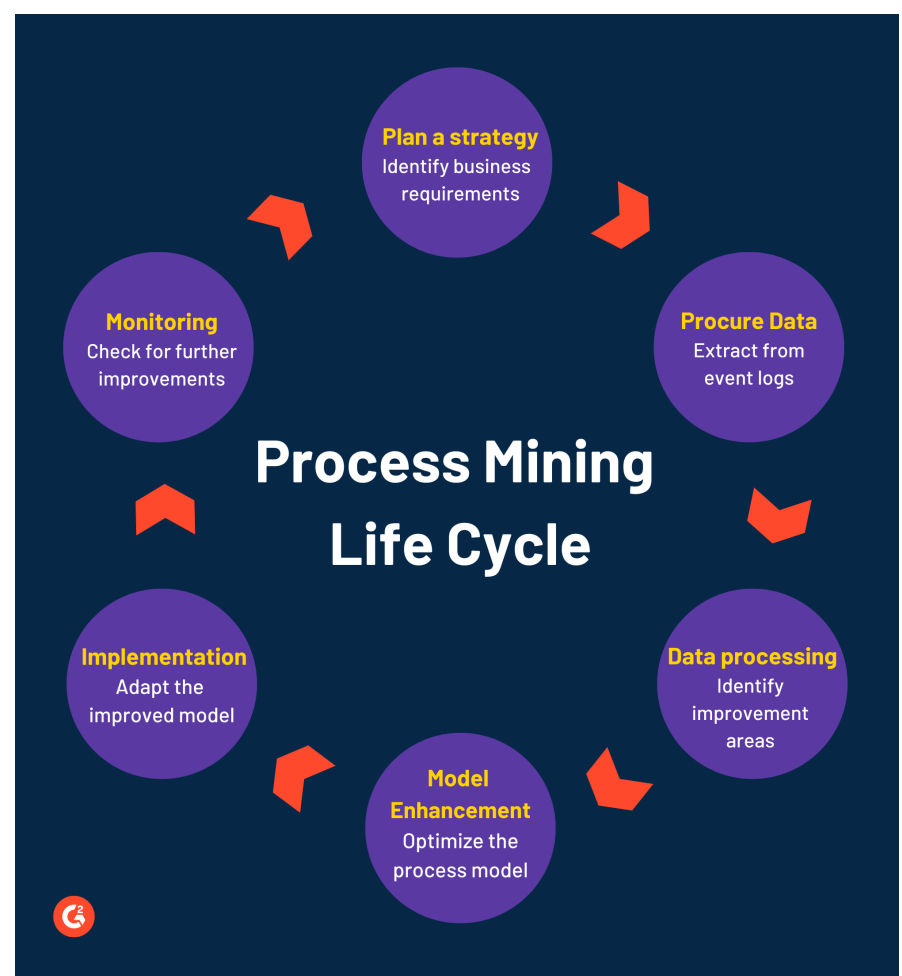 Plan a strategy
Identify business
requirements
Monitoring
Check for further
improvements
Procure Data
Extract from
event logs
Process Mining
Life Cycle
Implementation
Adapt the
improved model
Data processing
Identify
improvement
areas
Model
Enhancement
Optimize the
process model
G2